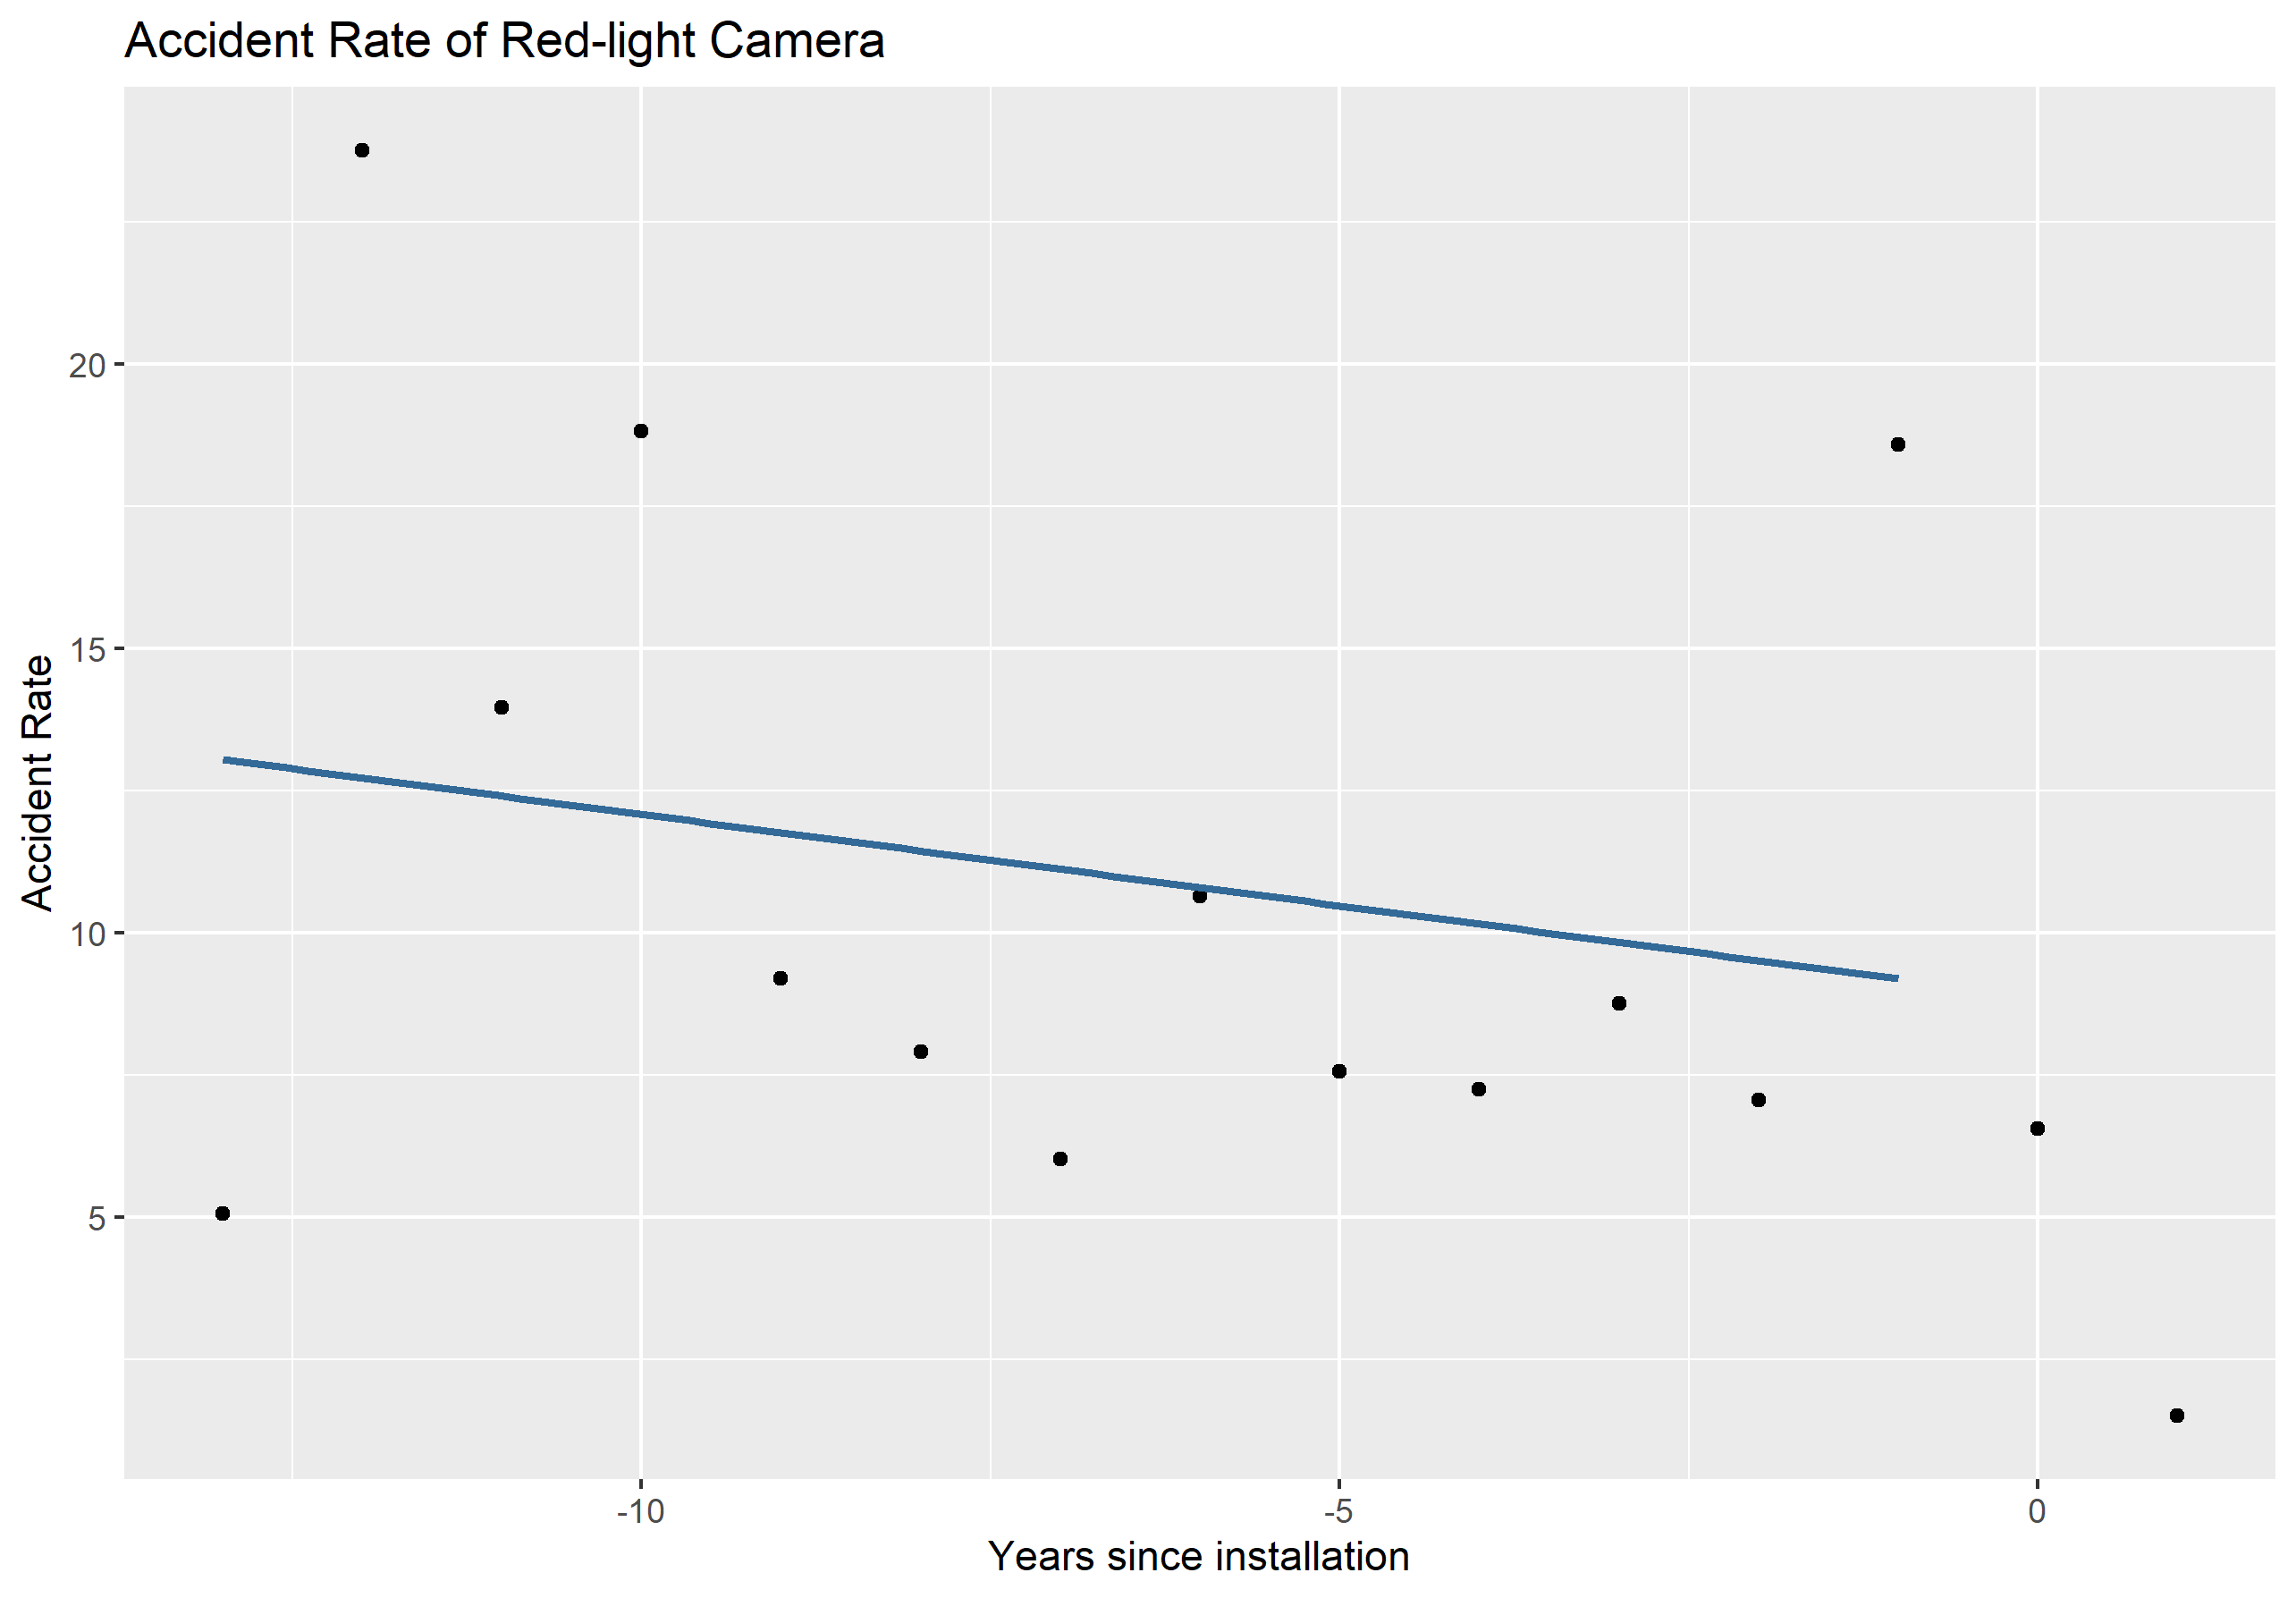 Accident Rate of Red-light Camera
20
15
10
5
Accident Rate
-10
-5
0
Years since installation